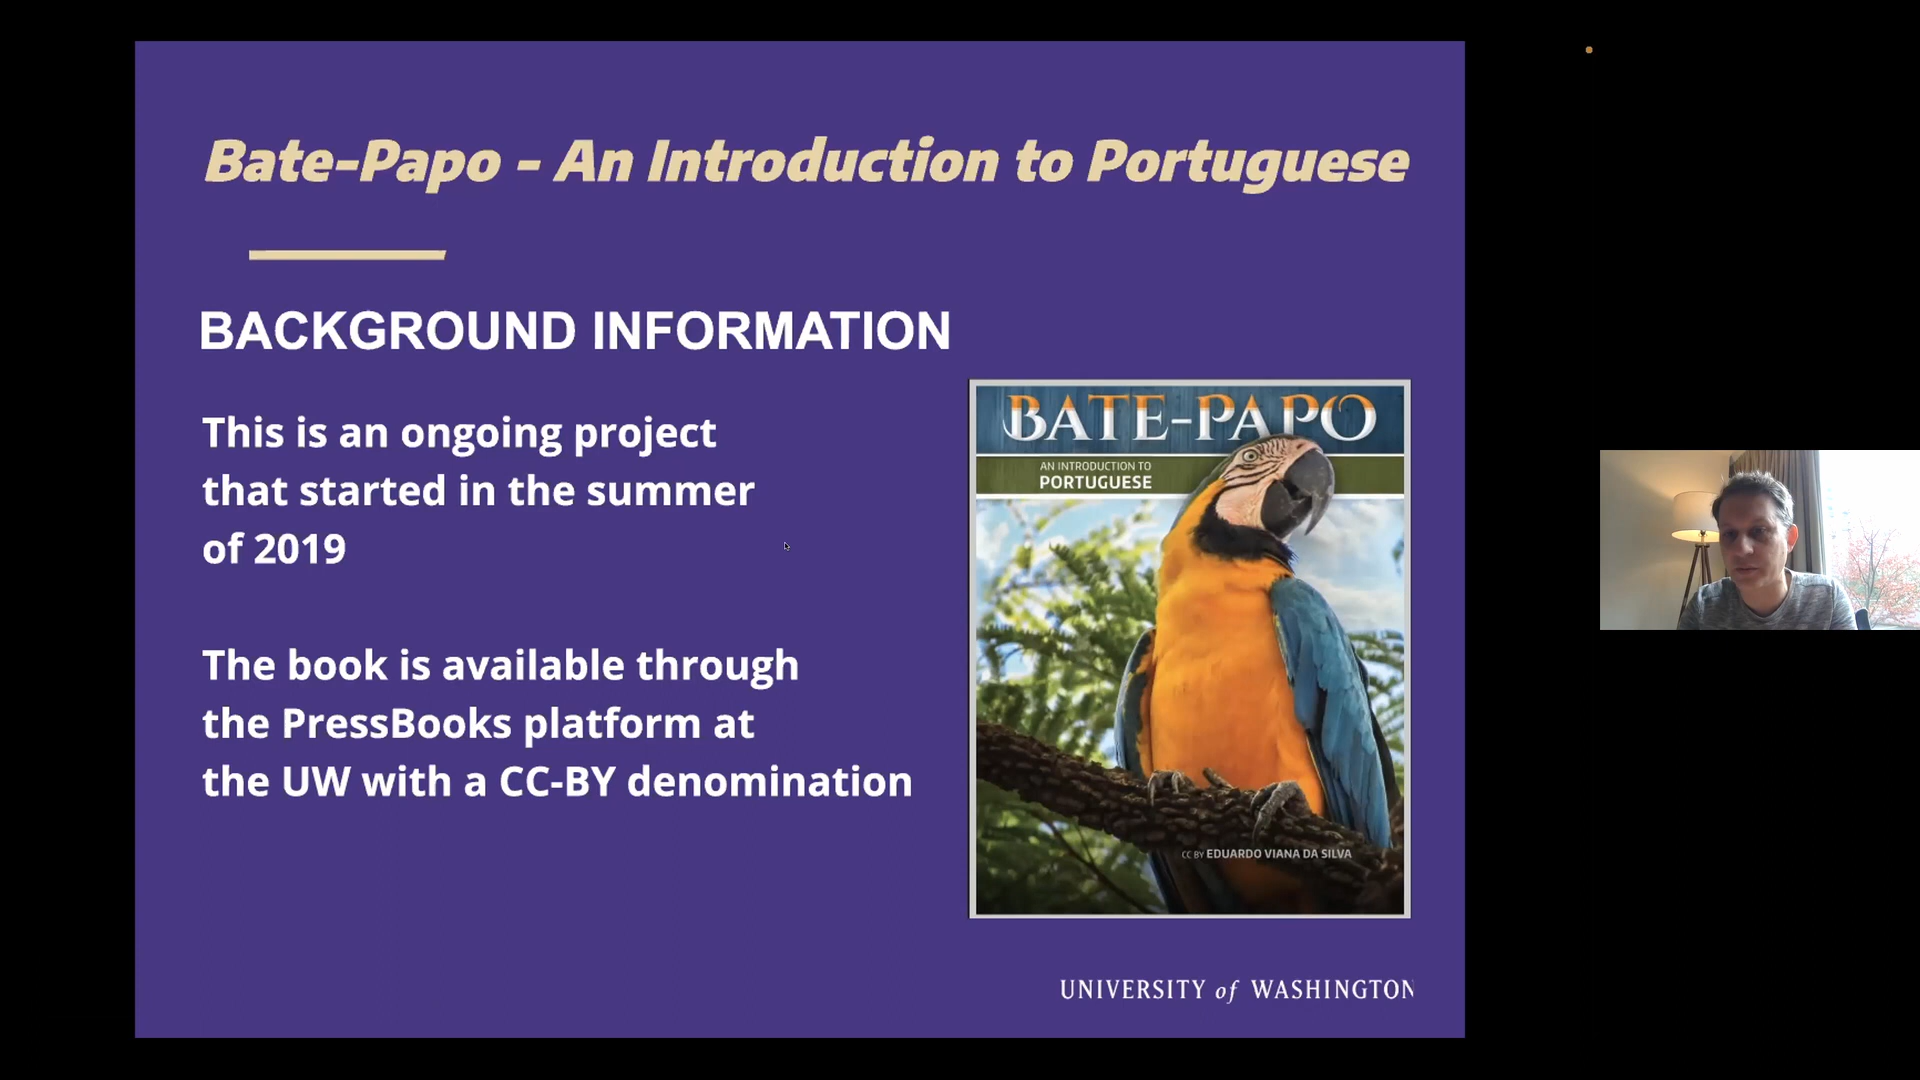 Bate-Papo - An Introduction to Portuguese
BACKGROUND INFORMATION
This is an ongoing project
that started in the summer
of 2019
The book is available through
the PressBooks platform at
the UW with a CC-BY denomination
BATE-PAPO
AN INTRODUCTION TO
PORTUGUESE
CC BY EDUARDO VIANA DA SILVA
UNIVERSITY of WASHINGTON